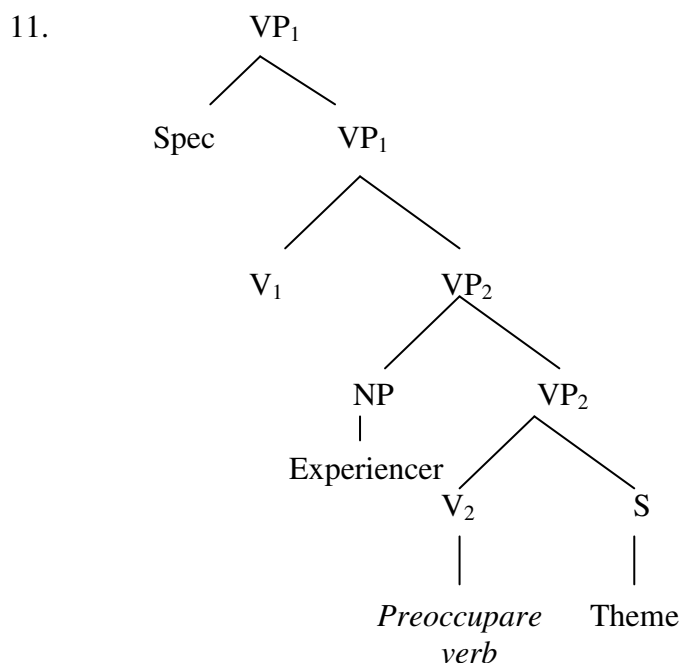 11. VP₁
Spec VP₁
V₁ VP₂
NP VP₂
Experiencer
V₂ S
Preoccupare Theme
verb